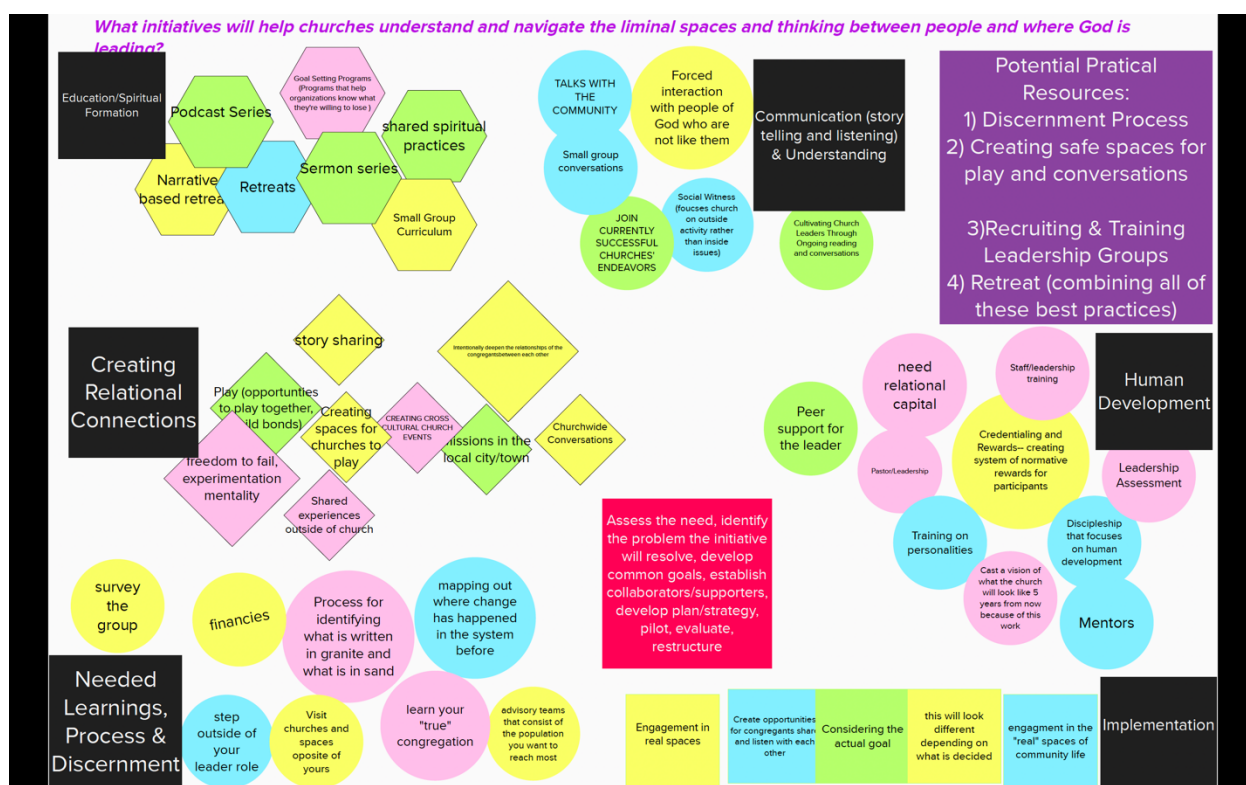 What initiatives will help churches understand and navigate the liminal spaces and thinking between people and where God is
leading?
Education/Spiritual
Formation
Podcast Series
Goal Setting Programs
(Programs that help
organizations know what
they're willing to lose )
shared spiritual
practices
Narrative
based retrea
Retreats
Sermon series
Small Group
Curriculum
TALKS WITH
THE
COMMUNITY
Forced
interaction
with people of
God who are
not like them
Small group
conversations
JOIN
CURRENTLY
SUCCESSFUL
CHURCHES'
ENDEAVORS
Social Witness
(foucses church
on outside
activity rather
than inside
issues)
Communication (story
telling and listening)
& Understanding
Cultivating Church
Leaders Through
Ongoing reading
and conversations
Potential Pratical
Resources:
1) Discernment Process
2) Creating safe spaces for
play and conversations
3)Recruiting & Training
Leadership Groups
4) Retreat (combining all of
these best practices)
Creating
Relational
Connections
story sharing
Intentionally deepen the relationships of the
congregantsbetween each other
Play (opportunties
to play together,
ild bonds)
Creating
spaces for
churches to
play
CREATING CROSS
CULTURAL CHURCH
EVENTS
missions in the
local city/town
Churchwide
Conversations
freedom to fail,
experimentation
mentality
Shared
experiences
outside of church
Peer
support for
the leader
need
relational
capital
Staff/leadership
training
Human
Development
Pastor/Leadership
Credentialing and
Rewards-- creating
system of normative
rewards for
participants
Leadership
Assessment
Training on
personalities
Discipleship
that focuses
on human
development
Cast a vision of
what the church
will look like 5
years from now
because of this
work
Mentors
Assess the need, identify
the problem the initiative
will resolve, develop
common goals, establish
collaborators/supporters,
develop plan/strategy,
pilot, evaluate,
restructure
survey
the
group
financies
Process for
identifying
what is written
in granite and
what is in sand
mapping out
where change
has happened
in the system
before
Needed
Learnings,
Process &
Discernment
step
outside of
your
leader role
Visit
churches and
spaces
oposite of
yours
learn your
"true"
congregation
advisory teams
that consist of
the population
you want to
reach most
Engagement in
real spaces
Create opportunities
for congregants share
and listen with each
other
Considering the
actual goal
this will look
different
depending on
what is decided
engagment in the
"real" spaces of
community life
Implementation